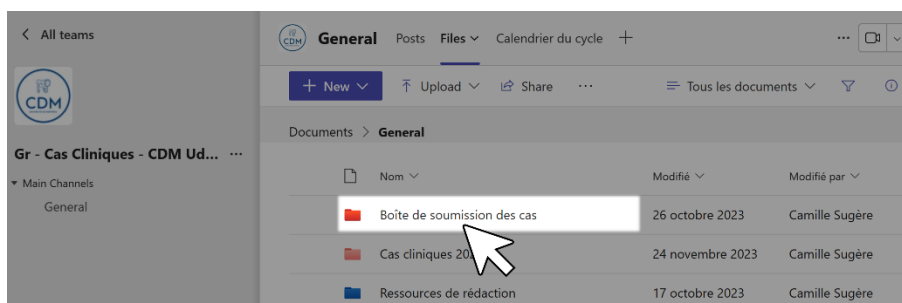 All teams
CDM
Gr - Cas Cliniques - CDM Ud... ...
Main Channels
General
CDM General Posts Files Calendrier du cycle
New Upload Share ... Tous les documents
Documents > General
Nom Modifié Modifié par
Boîte de soumission des cas 26 octobre 2023 Camille Sugère
Cas cliniques 24 novembre 2023 Camille Sugère
Ressources de rédaction 17 octobre 2023 Camille Sugère